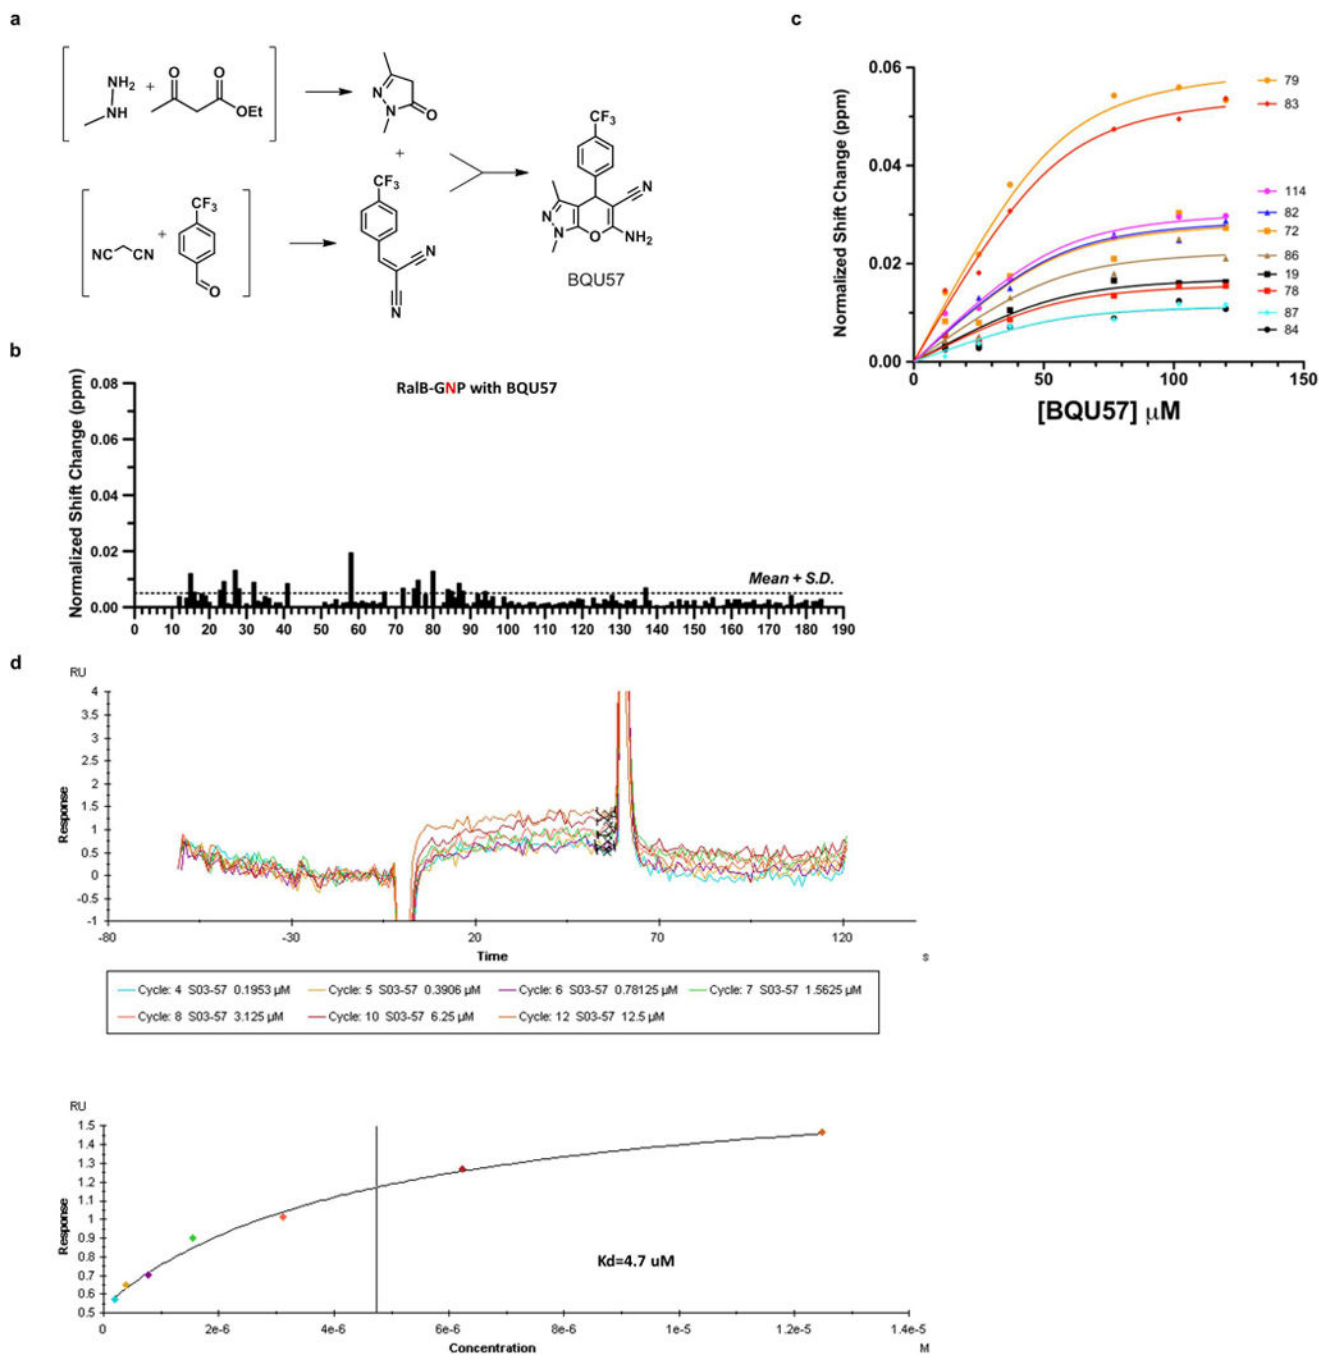 a
NH2
NH
+
O
O
OEt
N
N
O
+
CF3
NC
CN
+
CF3
O
CF3
N
N
CF3
N
N
N
O
NH2
BQU57
b
RalB-GNP with BQU57
Normalized Shift Change (ppm)
0.08
0.06
0.04
0.02
0.00
Mean + S.D.
0 10 20 30 40 50 60 70 80 90 100 110 120 130 140 150 160 170 180 190
c
Normalized Shift Change (ppm)
0.06
0.04
0.02
0.00
0 50 100 150
[BQU57] µM
79
83
114
82
72
86
19
78
87
84
d
RU
Response
4
3.5
3
2.5
2
1.5
1
0.5
0
-0.5
-1
-80 -30 20 70 120
Time s
Cycle: 4 S03-57 0.1953 µM Cycle: 5 S03-57 0.3906 µM Cycle: 6 S03-57 0.78125 µM Cycle: 7 S03-57 1.5625 µM
Cycle: 8 S03-57 3.125 µM Cycle: 10 S03-57 6.25 µM Cycle: 12 S03-57 12.5 µM
RU
Response
1.5
1.4
1.3
1.2
1.1
1
0.9
0.8
0.7
0.6
0.5
Kd=4.7 uM
0 2e-6 4e-6 6e-6 8e-6 1e-5 1.2e-5 1.4e-5
Concentration M